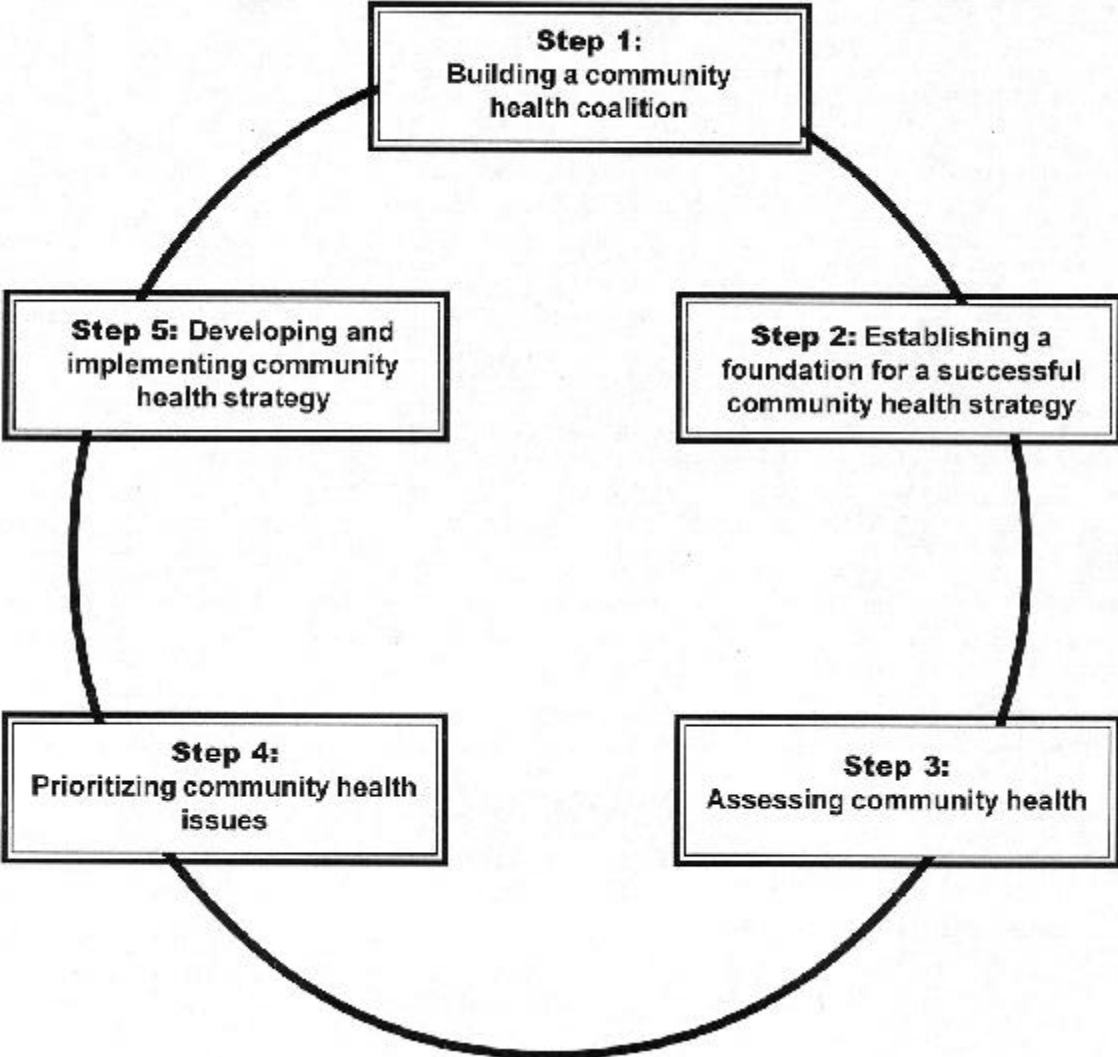 Step 1:
Building a community
health coalition
Step 2: Establishing a
foundation for a successful
community health strategy
Step 3:
Assessing community health
Step 4:
Prioritizing community health
issues
Step 5: Developing and
implementing community
health strategy